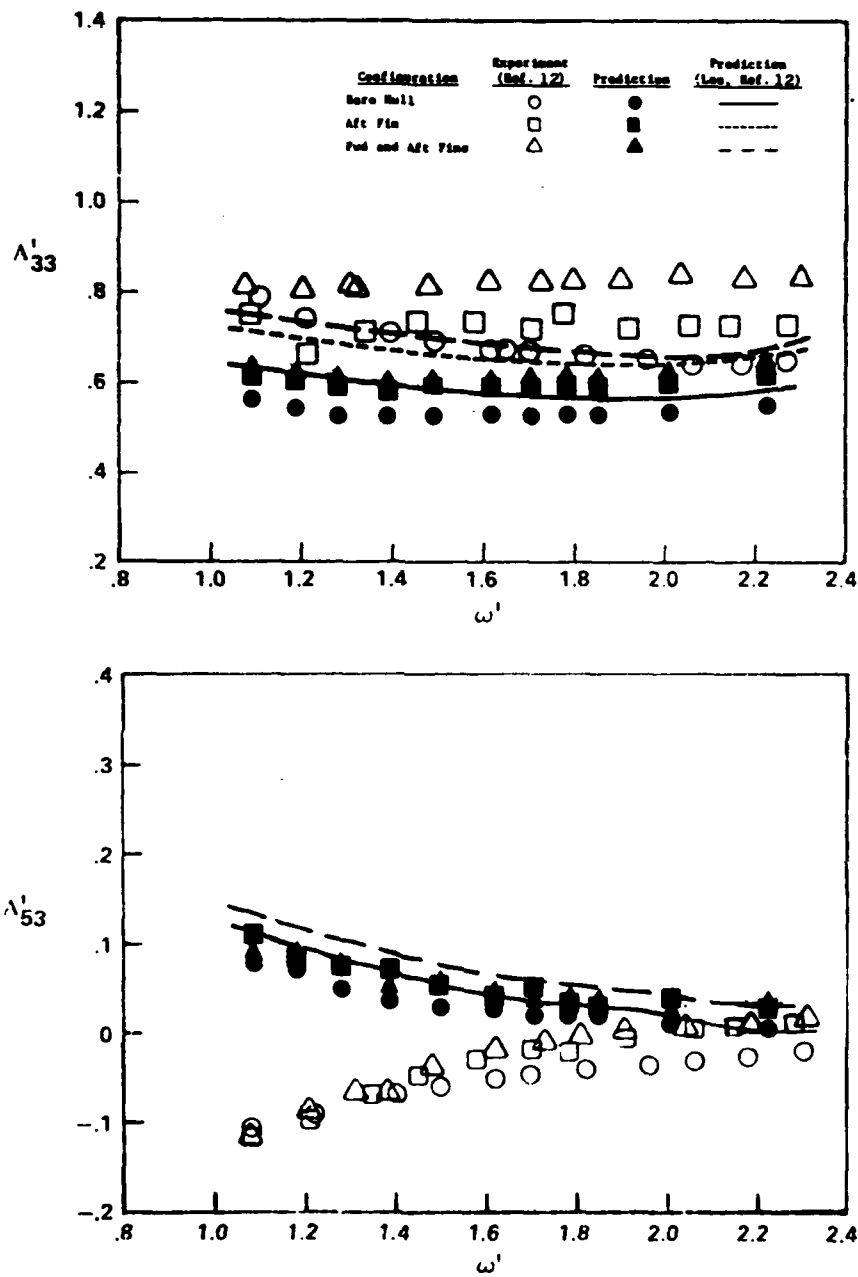 1.4
1.2
1.0
.8
.6
.4
.2
Λ'33
Configuration
Experiment
(Ref. 12)
Prediction
Prediction
(Lee, Ref. 12)
Bare Hull
Aft Fin
Fwd and Aft Fins
.8 1.0 1.2 1.4 1.6 1.8 2.0 2.2 2.4
ω'
.4
.3
.2
.1
0
-.1
-.2
Λ'53
.8 1.0 1.2 1.4 1.6 1.8 2.0 2.2 2.4
ω'